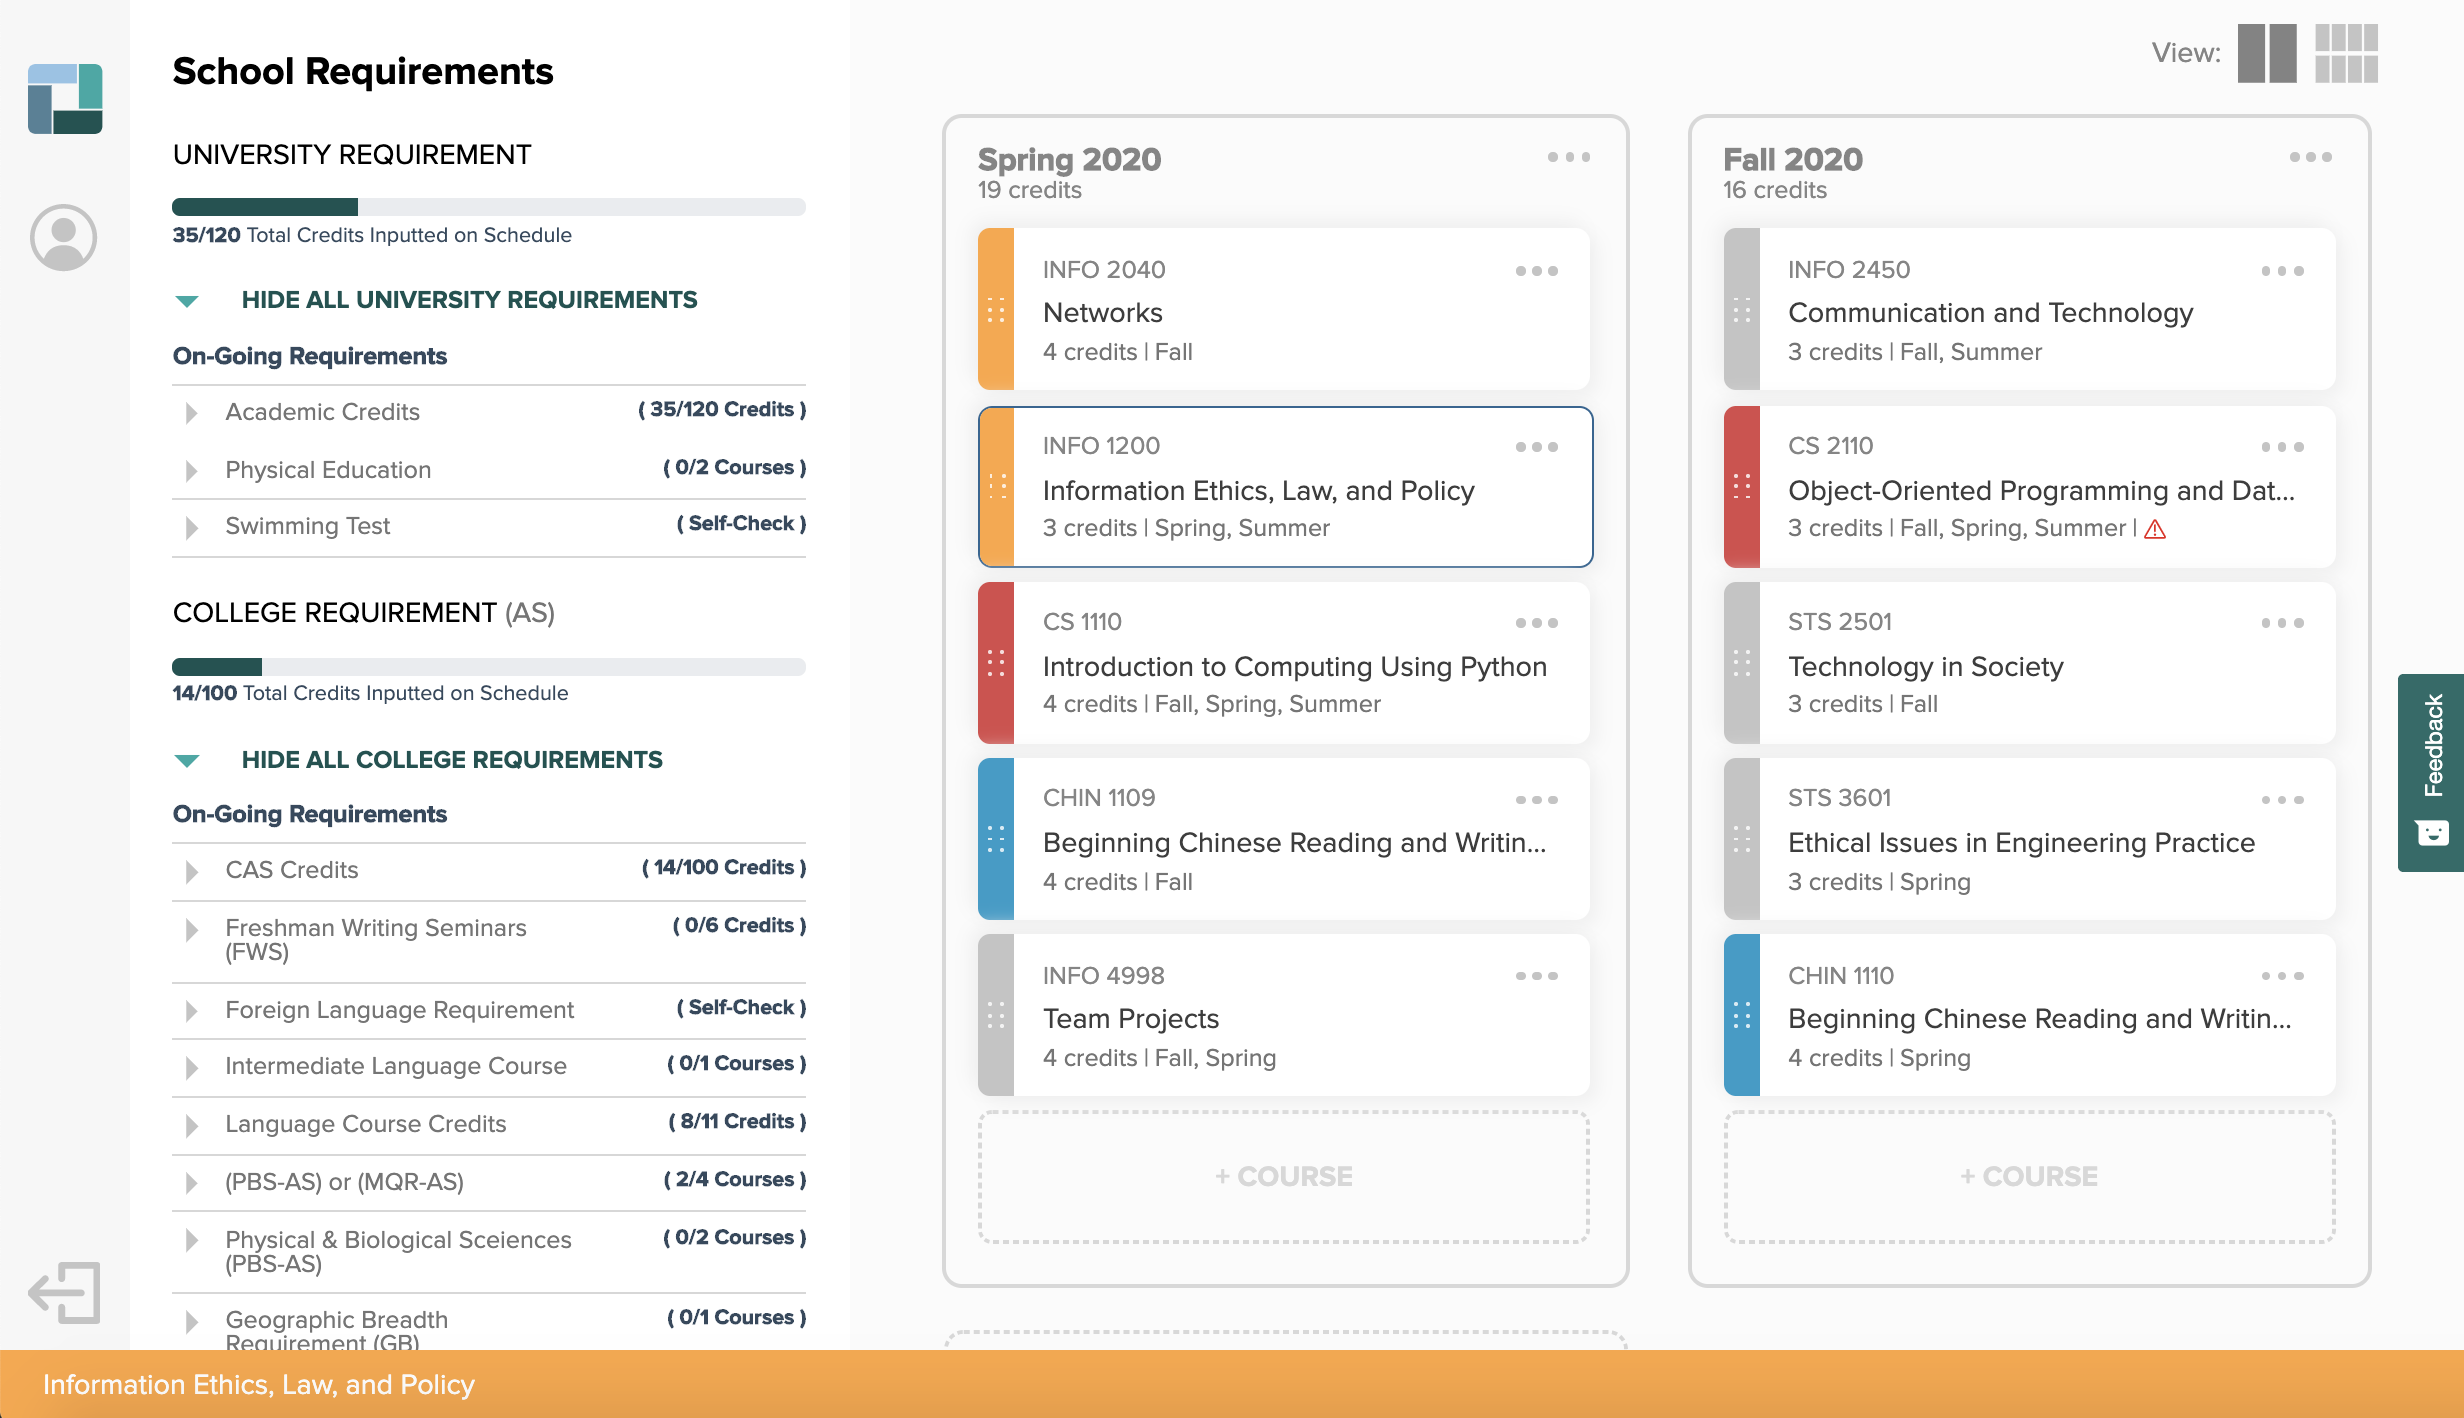 School Requirements
UNIVERSITY REQUIREMENT
35/120 Total Credits Inputted on Schedule
HIDE ALL UNIVERSITY REQUIREMENTS
On-Going Requirements
Academic Credits ( 35/120 Credits )
Physical Education ( 0/2 Courses )
Swimming Test ( Self-Check )
COLLEGE REQUIREMENT (AS)
14/100 Total Credits Inputted on Schedule
HIDE ALL COLLEGE REQUIREMENTS
On-Going Requirements
CAS Credits ( 14/100 Credits )
Freshman Writing Seminars ( 0/6 Credits )
(FWS)
Foreign Language Requirement ( Self-Check )
Intermediate Language Course ( 0/1 Courses )
Language Course Credits ( 8/11 Credits )
(PBS-AS) or (MQR-AS) ( 2/4 Courses )
Physical & Biological Sceiences ( 0/2 Courses )
(PBS-AS)
Geographic Breadth ( 0/1 Courses )
Requirement (GB)
View:
Spring 2020
19 credits
INFO 2040
Networks
4 credits | Fall
INFO 1200
Information Ethics, Law, and Policy
3 credits | Spring, Summer
CS 1110
Introduction to Computing Using Python
4 credits | Fall, Spring, Summer
CHIN 1109
Beginning Chinese Reading and Writin...
4 credits | Fall
INFO 4998
Team Projects
4 credits | Fall, Spring
+ COURSE
Fall 2020
16 credits
INFO 2450
Communication and Technology
3 credits | Fall, Summer
CS 2110
Object-Oriented Programming and Dat...
3 credits | Fall, Spring, Summer |
STS 2501
Technology in Society
3 credits | Fall
STS 3601
Ethical Issues in Engineering Practice
3 credits | Spring
CHIN 1110
Beginning Chinese Reading and Writin...
4 credits | Spring
+ COURSE
Feedback
Information Ethics, Law, and Policy